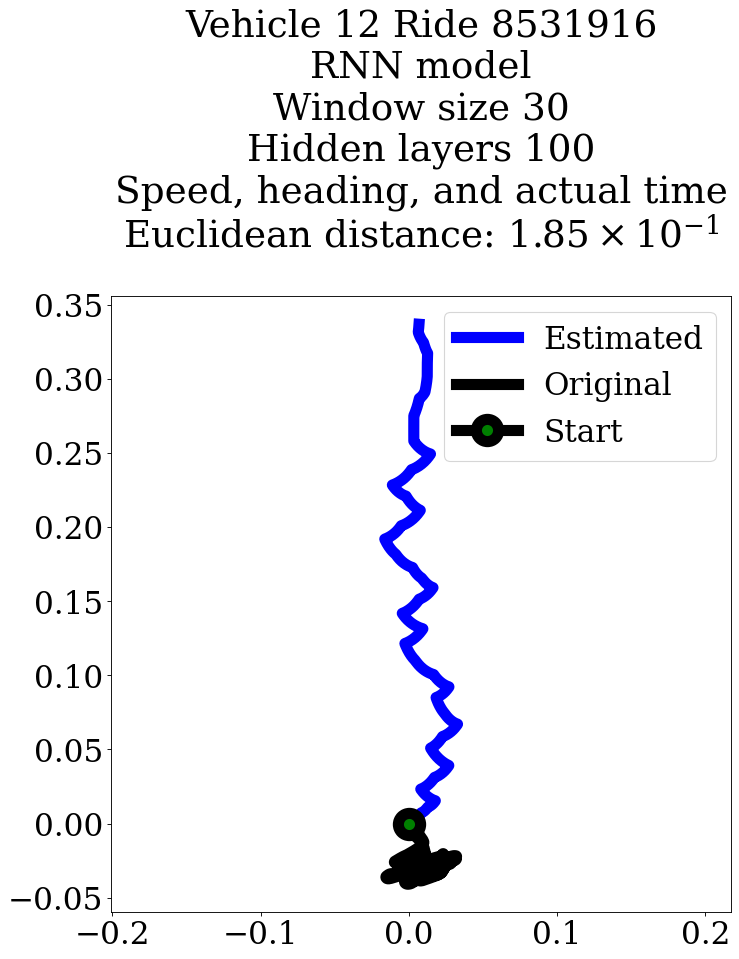 Vehicle 12 Ride 8531916
RNN model
Window size 30
Hidden layers 100
Speed, heading, and actual time
Euclidean distance: 1.85 × 10⁻¹
0.35
0.30
0.25
0.20
0.15
0.10
0.05
0.00
−0.05
−0.2
−0.1
0.0
0.1
0.2
Estimated
Original
Start